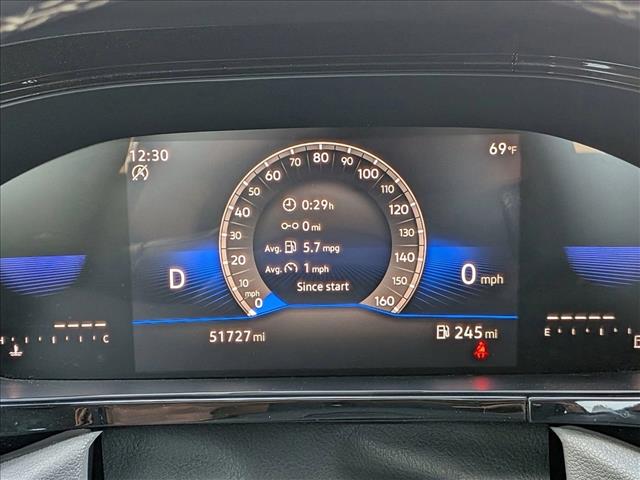 12:30
69°F
80
70 90
60 100
50 110
40 120
30 130
20 140
10 150
mph
0 160
0:29h
0 mi
Avg. 5.7 mpg
Avg. 1 mph
Since start
D
0 mph
51727 mi
245 mi
H C
E